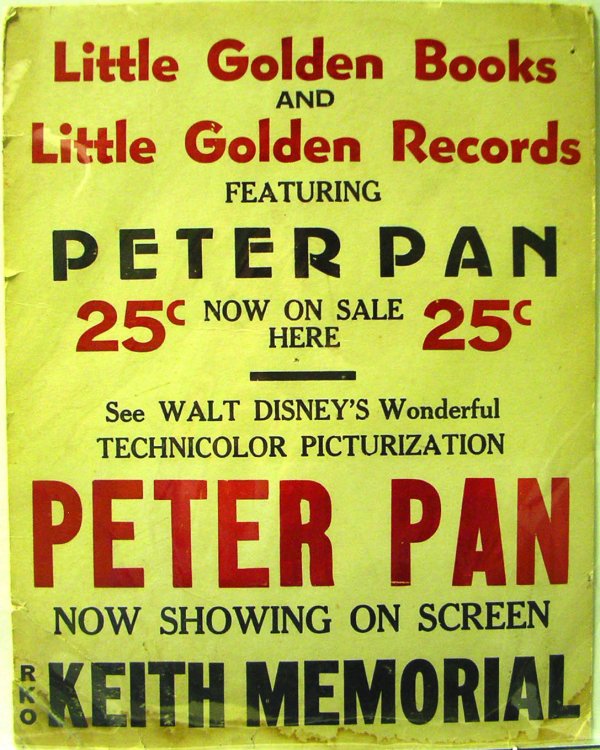 Little Golden Books
AND
Little Golden Records
FEATURING
PETER PAN
25c NOW ON SALE HERE 25c
See WALT DISNEY'S Wonderful
TECHNICOLOR PICTURIZATION
PETER PAN
NOW SHOWING ON SCREEN
RKO KEITH MEMORIAL